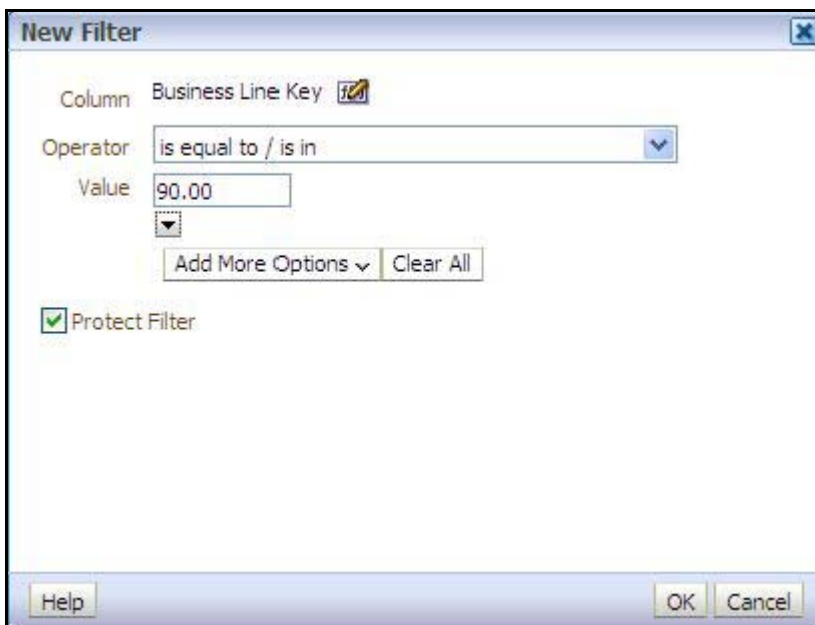 New Filter
Column Business Line Key
Operator is equal to / is in
Value 90.00
Add More Options Clear All
Protect Filter
Help OK Cancel